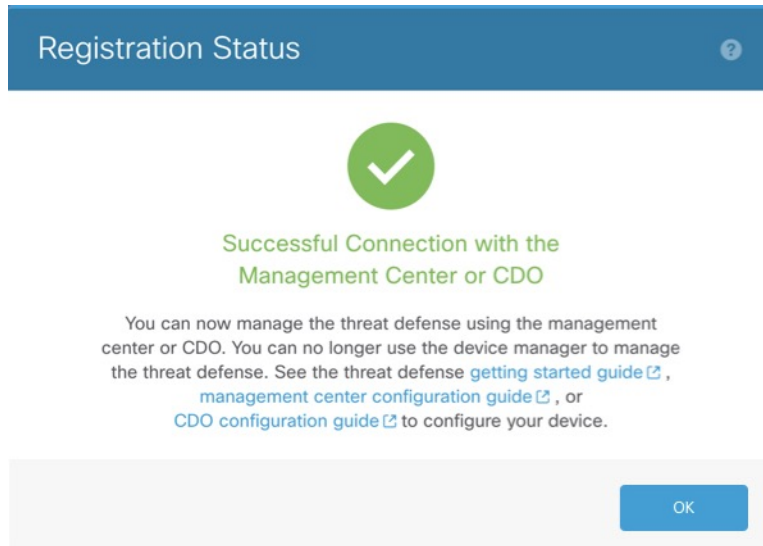 Registration Status
?
Successful Connection with the
Management Center or CDO
You can now manage the threat defense using the management
center or CDO. You can no longer use the device manager to manage
the threat defense. See the threat defense getting started guide ,
management center configuration guide , or
CDO configuration guide to configure your device.
OK